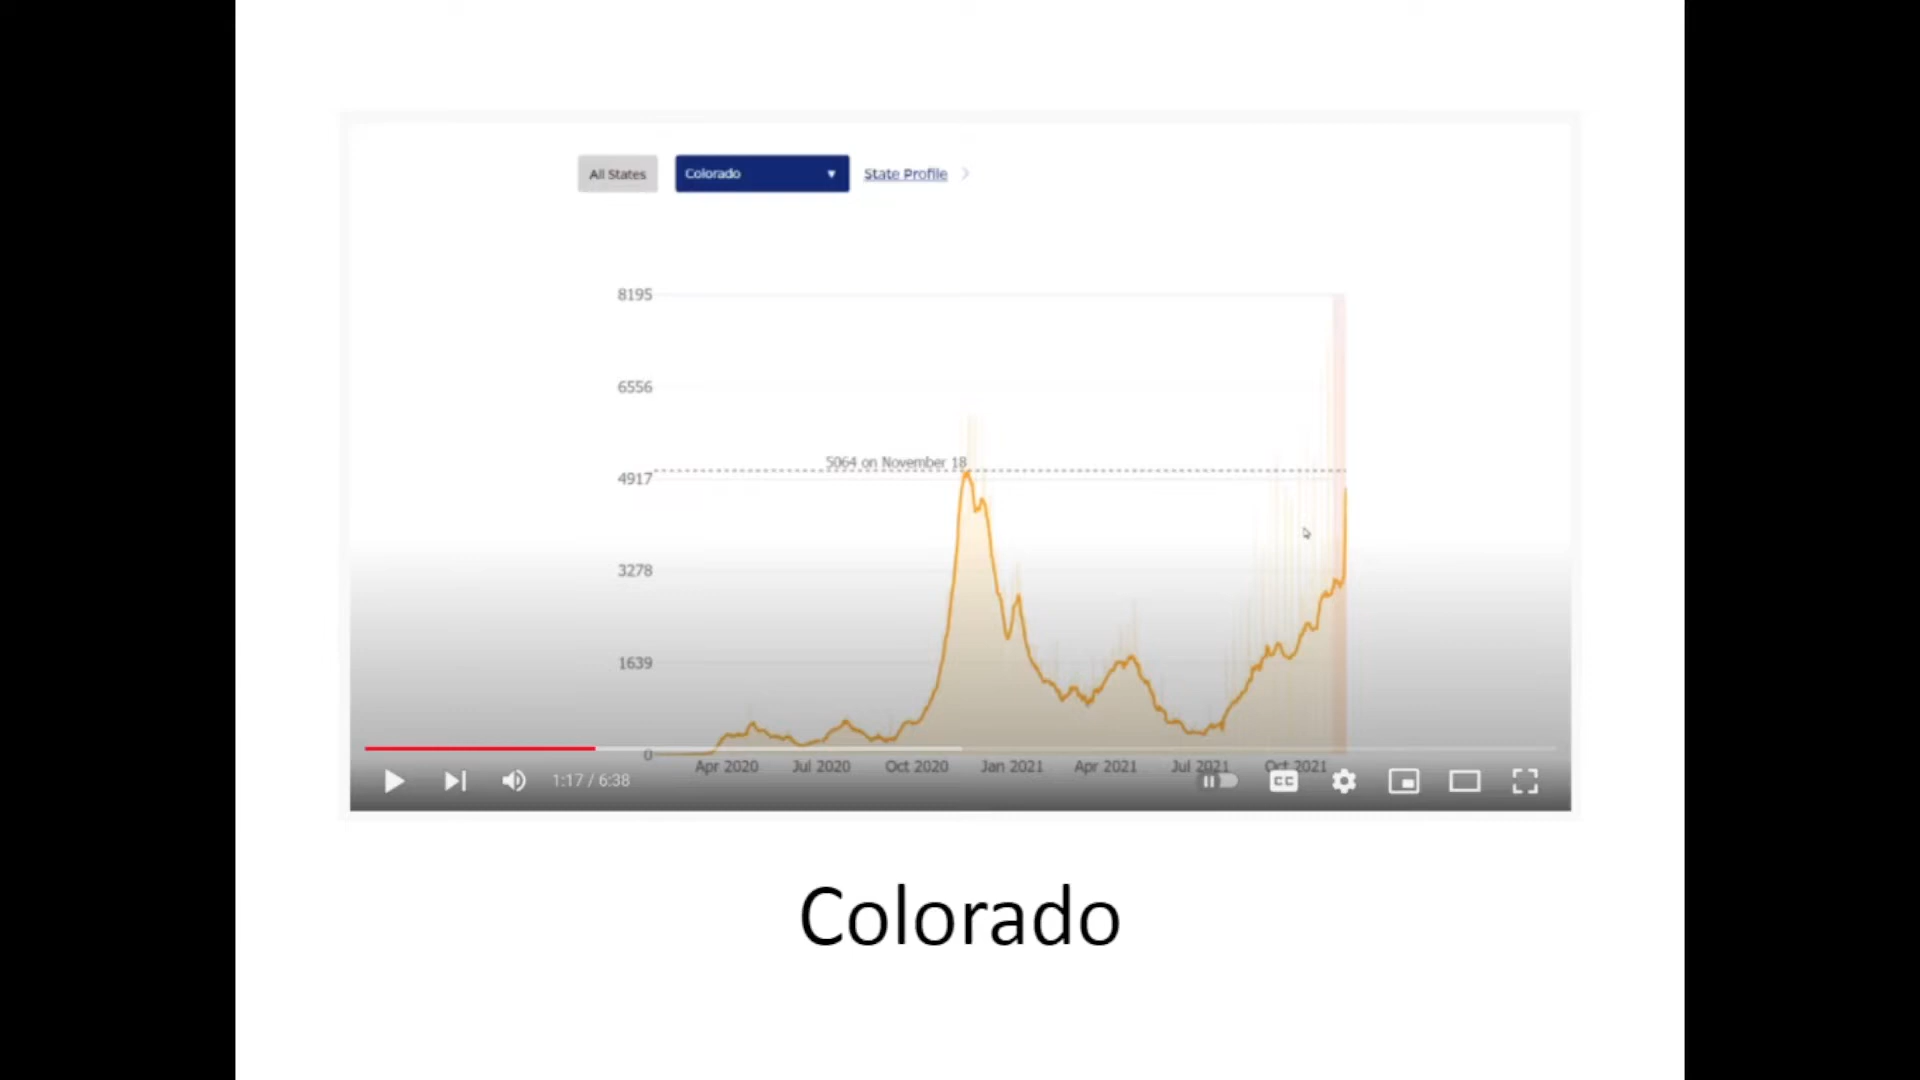 All States Colorado State Profile
8195
6556
5064 on November 18
4917
3278
1639
0
Apr 2020 Jul 2020 Oct 2020 Jan 2021 Apr 2021 Jul 2021 Oct 2021
1:17 / 6:38 CC
Colorado